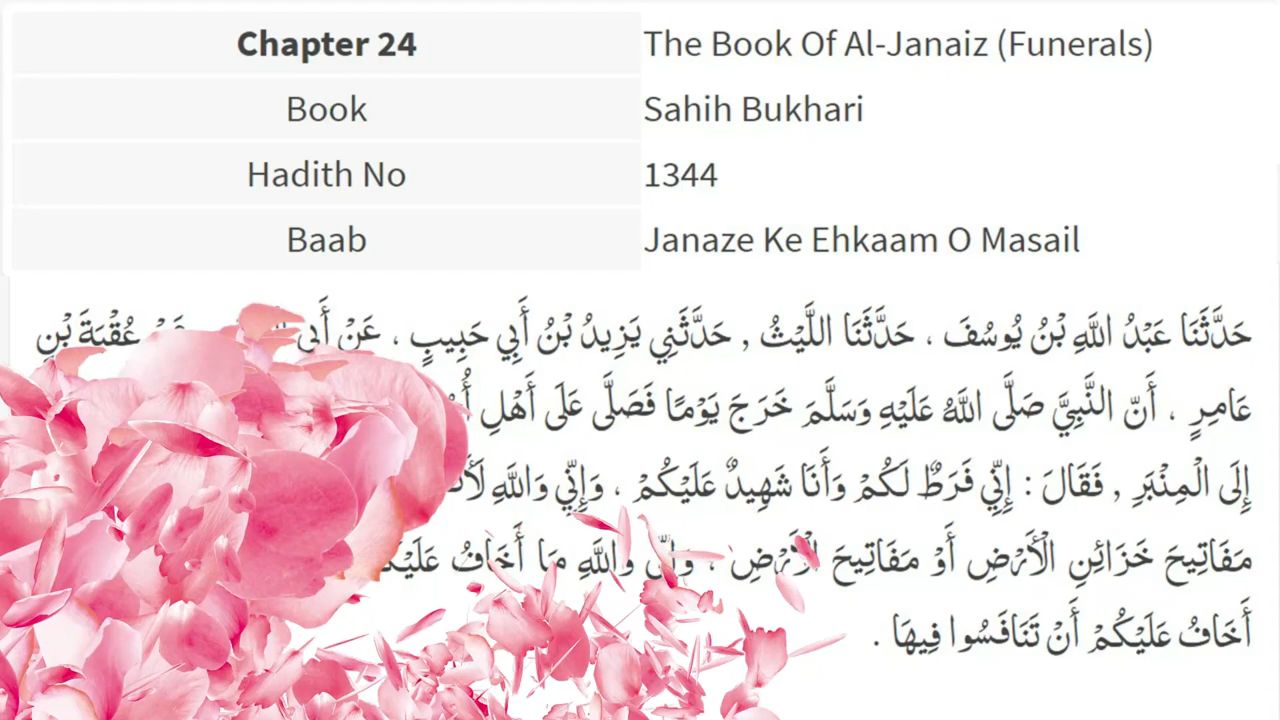 Chapter 24 The Book Of Al-Janaiz (Funerals)
Book Sahih Bukhari
Hadith No 1344
Baab Janaze Ke Ehkaam O Masail
حَدَّثَنَا عَبْدُ اللَّهِ بْنُ يُوسُفَ ، حَدَّثَنَا اللَّيْثُ , حَدَّثَنِي يَزِيدُ بْنُ أَبِي حَبِيبٍ ، عَنْ أَبِي عُقْبَةَ بْنِ
عَامِرٍ ، أَنّ النَّبِيَّ صَلَّى اللَّهُ عَلَيْهِ وَسَلَّمَ خَرَجَ يَوْمًا فَصَلَّى عَلَى أَهْلِ
إِلَى الْمِنْبَرِ , فَقَالَ : إِنِّي فَرَطٌ لَكُمْ وَأَنَا شَهِيدٌ عَلَيْكُمْ ، وَإِنِّي وَاللَّهِ
مَفَاتِيحَ خَزَائِنِ الْأَرْضِ أَوْ مَفَاتِيحَ الْأَرْضِ ، وَإِنِّي وَاللَّهِ مَا أَخَافُ
أَخَافُ عَلَيْكُمْ أَنْ تَنَافَسُوا فِيهَا .